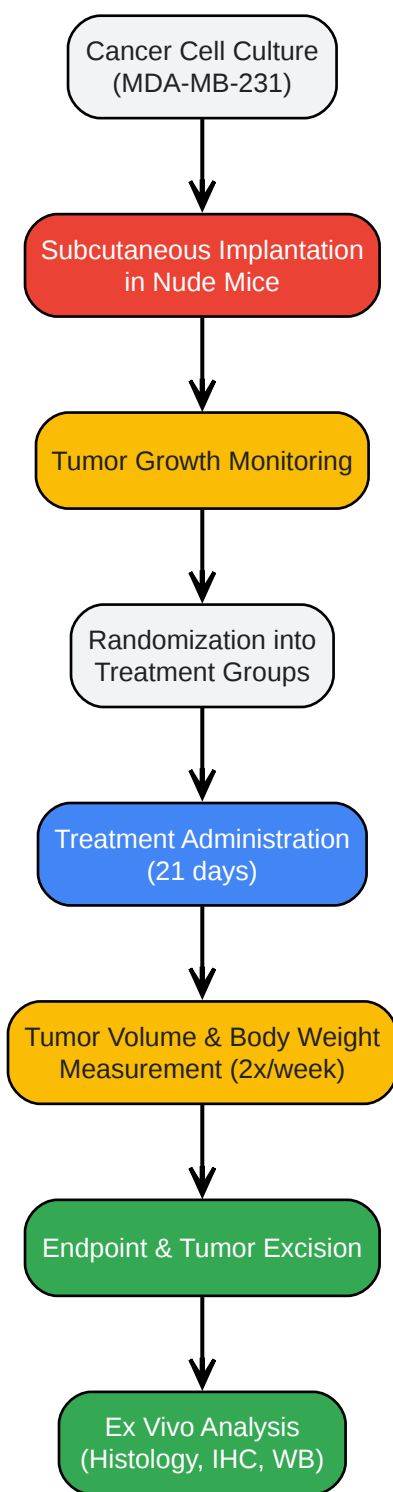 Cancer Cell Culture
(MDA-MB-231)
Subcutaneous Implantation
in Nude Mice
Tumor Growth Monitoring
Randomization into
Treatment Groups
Treatment Administration
(21 days)
Tumor Volume & Body Weight
Measurement (2x/week)
Endpoint & Tumor Excision
Ex Vivo Analysis
(Histology, IHC, WB)